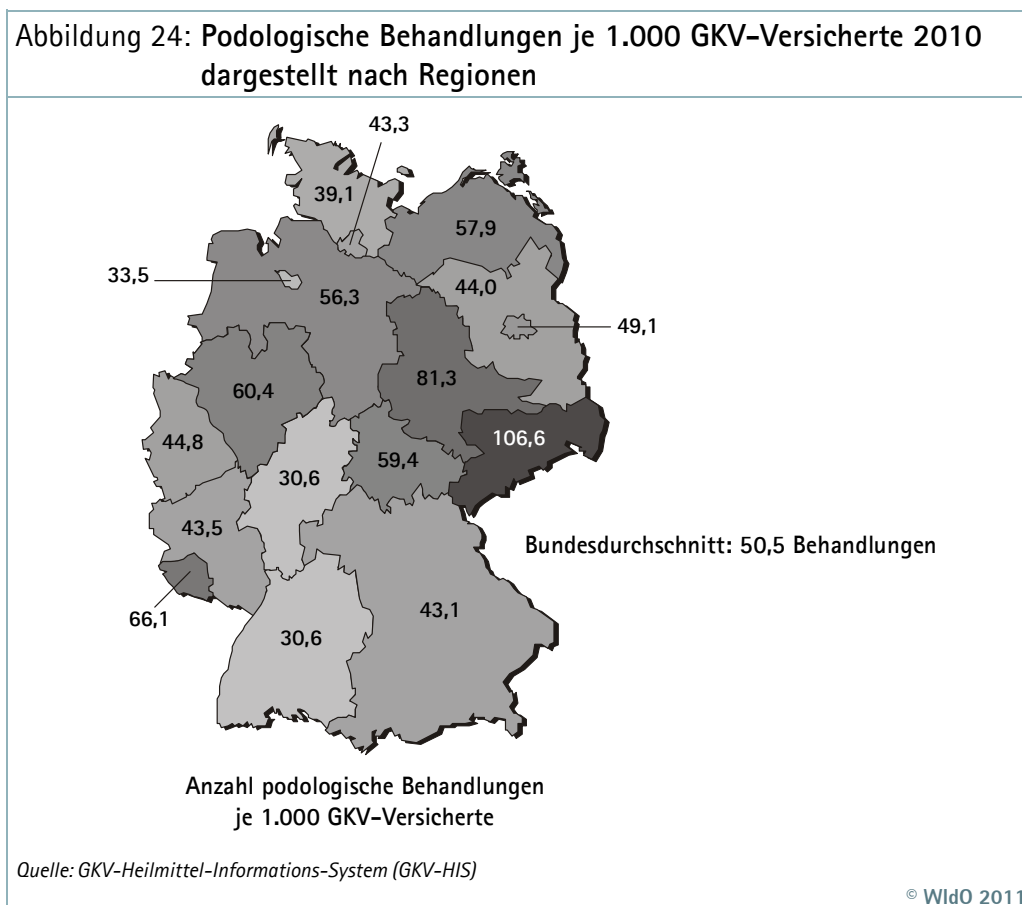 Abbildung 24: Podologische Behandlungen je 1.000 GKV-Versicherte 2010
dargestellt nach Regionen
43,3
39,1
57,9
33,5
56,3
44,0
49,1
60,4
81,3
44,8
106,6
59,4
30,6
43,5
Bundesdurchschnitt: 50,5 Behandlungen
66,1
43,1
30,6
Anzahl podologische Behandlungen
je 1.000 GKV-Versicherte
Quelle: GKV-Heilmittel-Informations-System (GKV-HIS)
© WIdO 2011